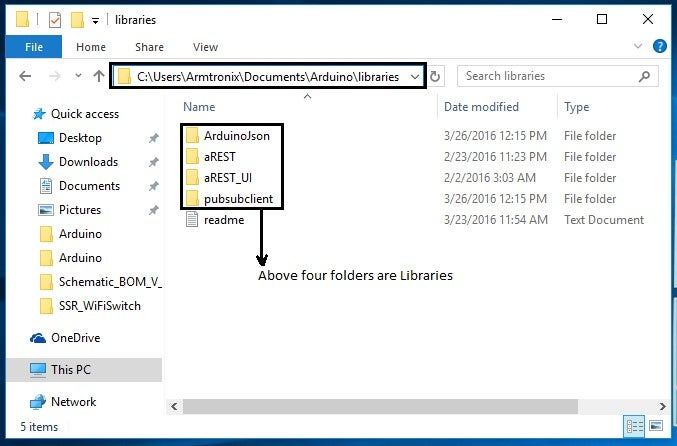 libraries
File Home Share View
C:\Users\Armtronix\Documents\Arduino\libraries
Search libraries
Name Date modified Type
Quick access
Desktop
Downloads
Documents
Pictures
Arduino
Arduino
Schematic_BOM_V_
SSR_WiFiSwitch
OneDrive
This PC
Network
ArduinoJson 3/26/2016 12:15 PM File folder
aREST 2/23/2016 11:23 PM File folder
aREST_UI 2/2/2016 3:03 AM File folder
pubsubclient 3/26/2016 12:15 PM File folder
readme 3/23/2016 11:54 AM Text Document
Above four folders are Libraries
5 items